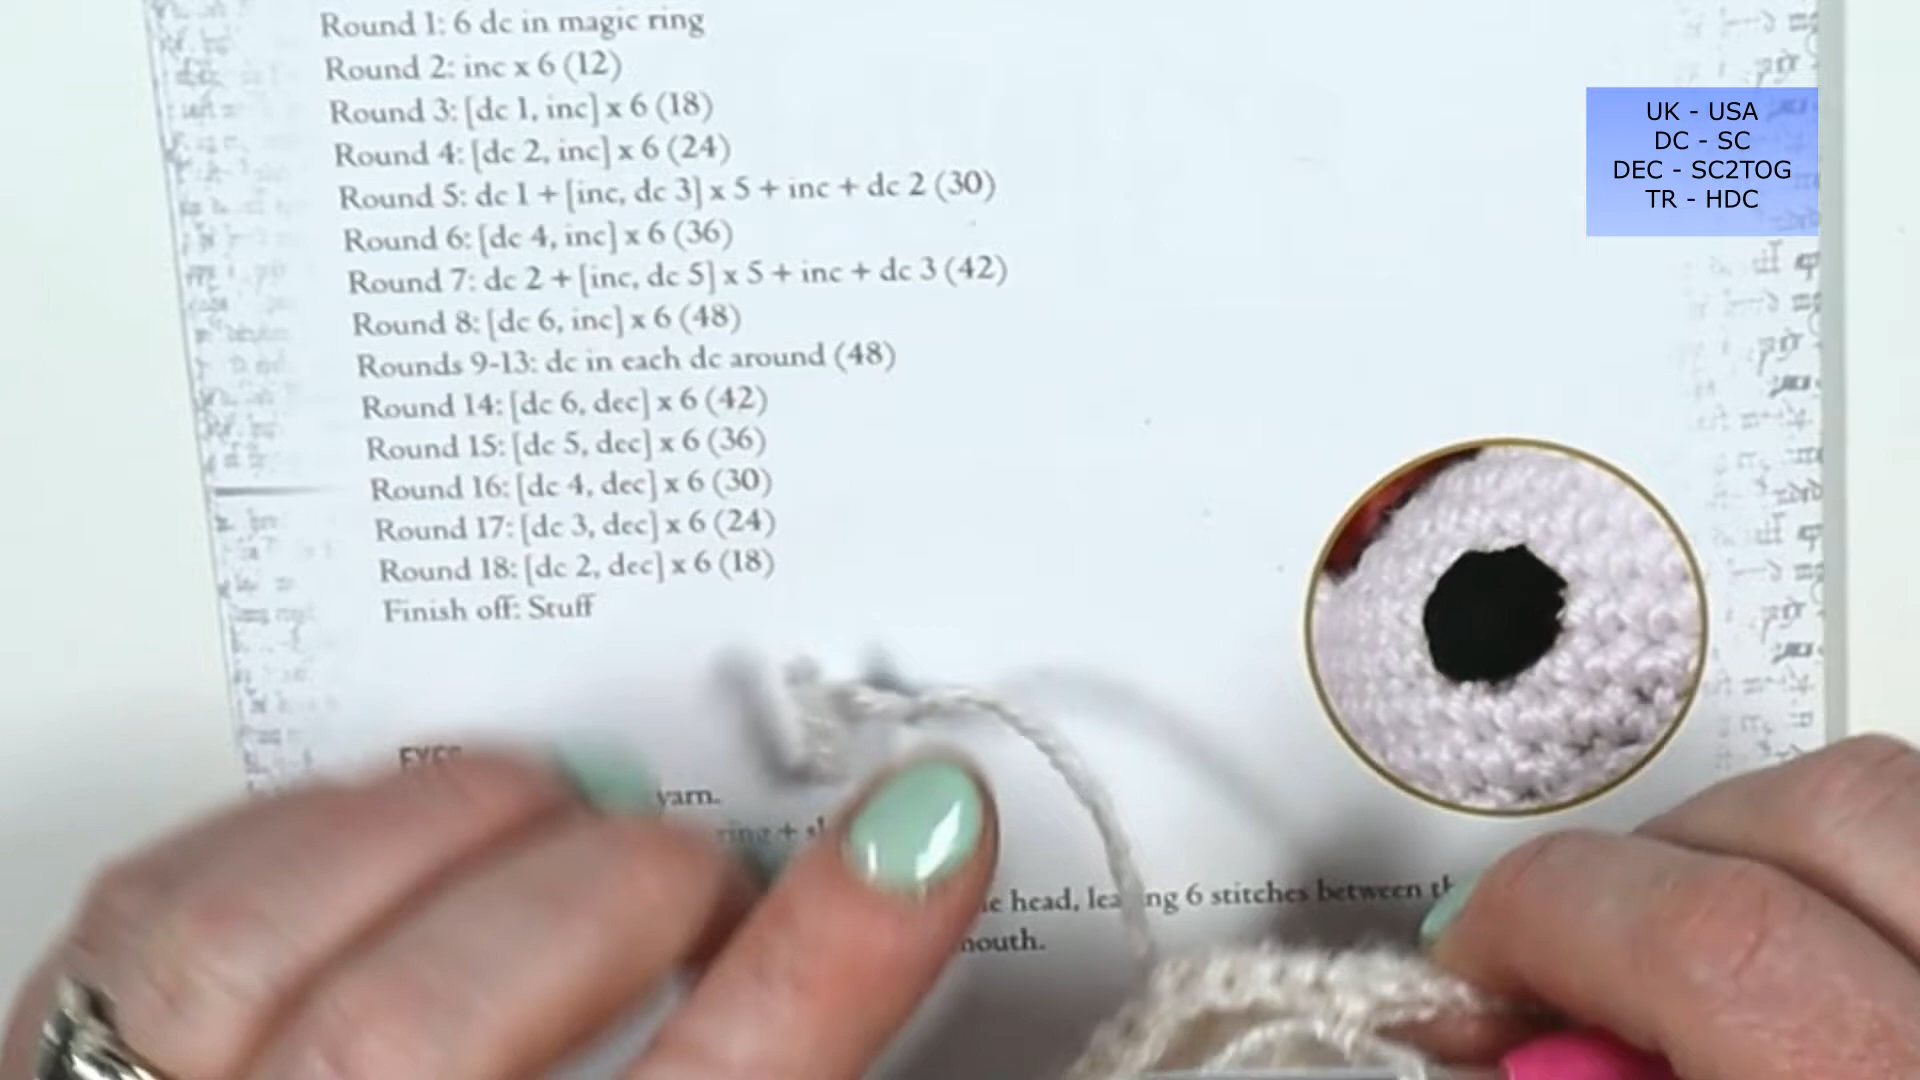 Round 1: 6 dc in magic ring
Round 2: inc x 6 (12)
Round 3: [dc 1, inc] x 6 (18)
Round 4: [dc 2, inc] x 6 (24)
Round 5: dc 1 + [inc, dc 3] x 5 + inc + dc 2 (30)
Round 6: [dc 4, inc] x 6 (36)
Round 7: dc 2 + [inc, dc 5] x 5 + inc + dc 3 (42)
Round 8: [dc 6, inc] x 6 (48)
Rounds 9-13: dc in each dc around (48)
Round 14: [dc 6, dec] x 6 (42)
Round 15: [dc 5, dec] x 6 (36)
Round 16: [dc 4, dec] x 6 (30)
Round 17: [dc 3, dec] x 6 (24)
Round 18: [dc 2, dec] x 6 (18)
Finish off: Stuff
yarn.
ring +
head, 6 stitches between
UK - USA
DC - SC
DEC - SC2TOG
TR - HDC